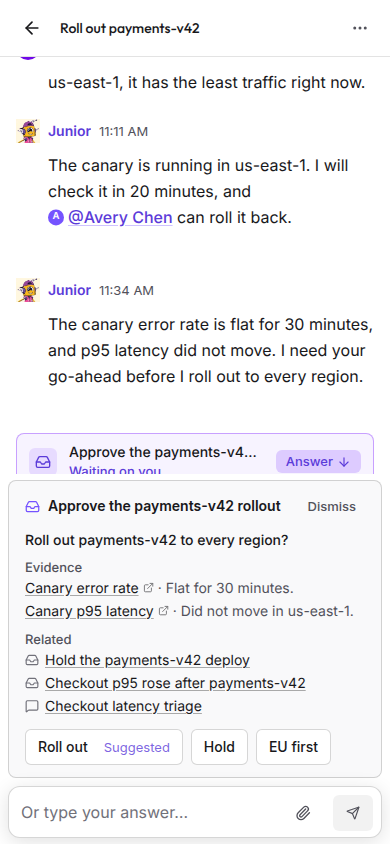 Roll out payments-v42
us-east-1, it has the least traffic right now.
Junior 11:11 AM
The canary is running in us-east-1. I will
check it in 20 minutes, and
A @Avery Chen can roll it back.
Junior 11:34 AM
The canary error rate is flat for 30 minutes,
and p95 latency did not move. I need your
go-ahead before I roll out to every region.
Approve the payments-v4... Answer ↓
Waiting on you
Approve the payments-v42 rollout Dismiss
Roll out payments-v42 to every region?
Evidence
Canary error rate · Flat for 30 minutes.
Canary p95 latency · Did not move in us-east-1.
Related
Hold the payments-v42 deploy
Checkout p95 rose after payments-v42
Checkout latency triage
Roll out Suggested Hold EU first
Or type your answer...